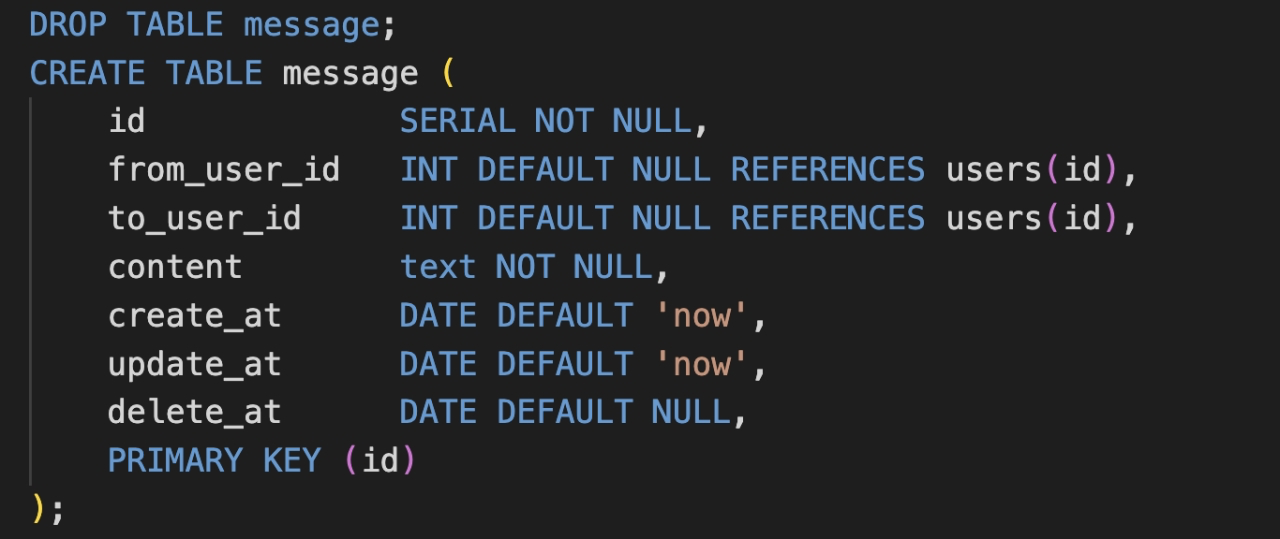 DROP TABLE message;
CREATE TABLE message (
    id             SERIAL NOT NULL,
    from_user_id   INT DEFAULT NULL REFERENCES users(id),
    to_user_id     INT DEFAULT NULL REFERENCES users(id),
    content        text NOT NULL,
    create_at      DATE DEFAULT 'now',
    update_at      DATE DEFAULT 'now',
    delete_at      DATE DEFAULT NULL,
    PRIMARY KEY (id)
);